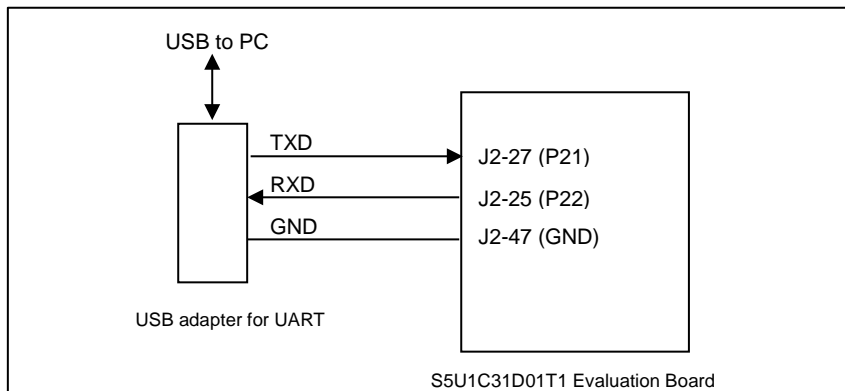 USB to PC
TXD
J2-27 (P21)
RXD
J2-25 (P22)
GND
J2-47 (GND)
USB adapter for UART
S5U1C31D01T1 Evaluation Board